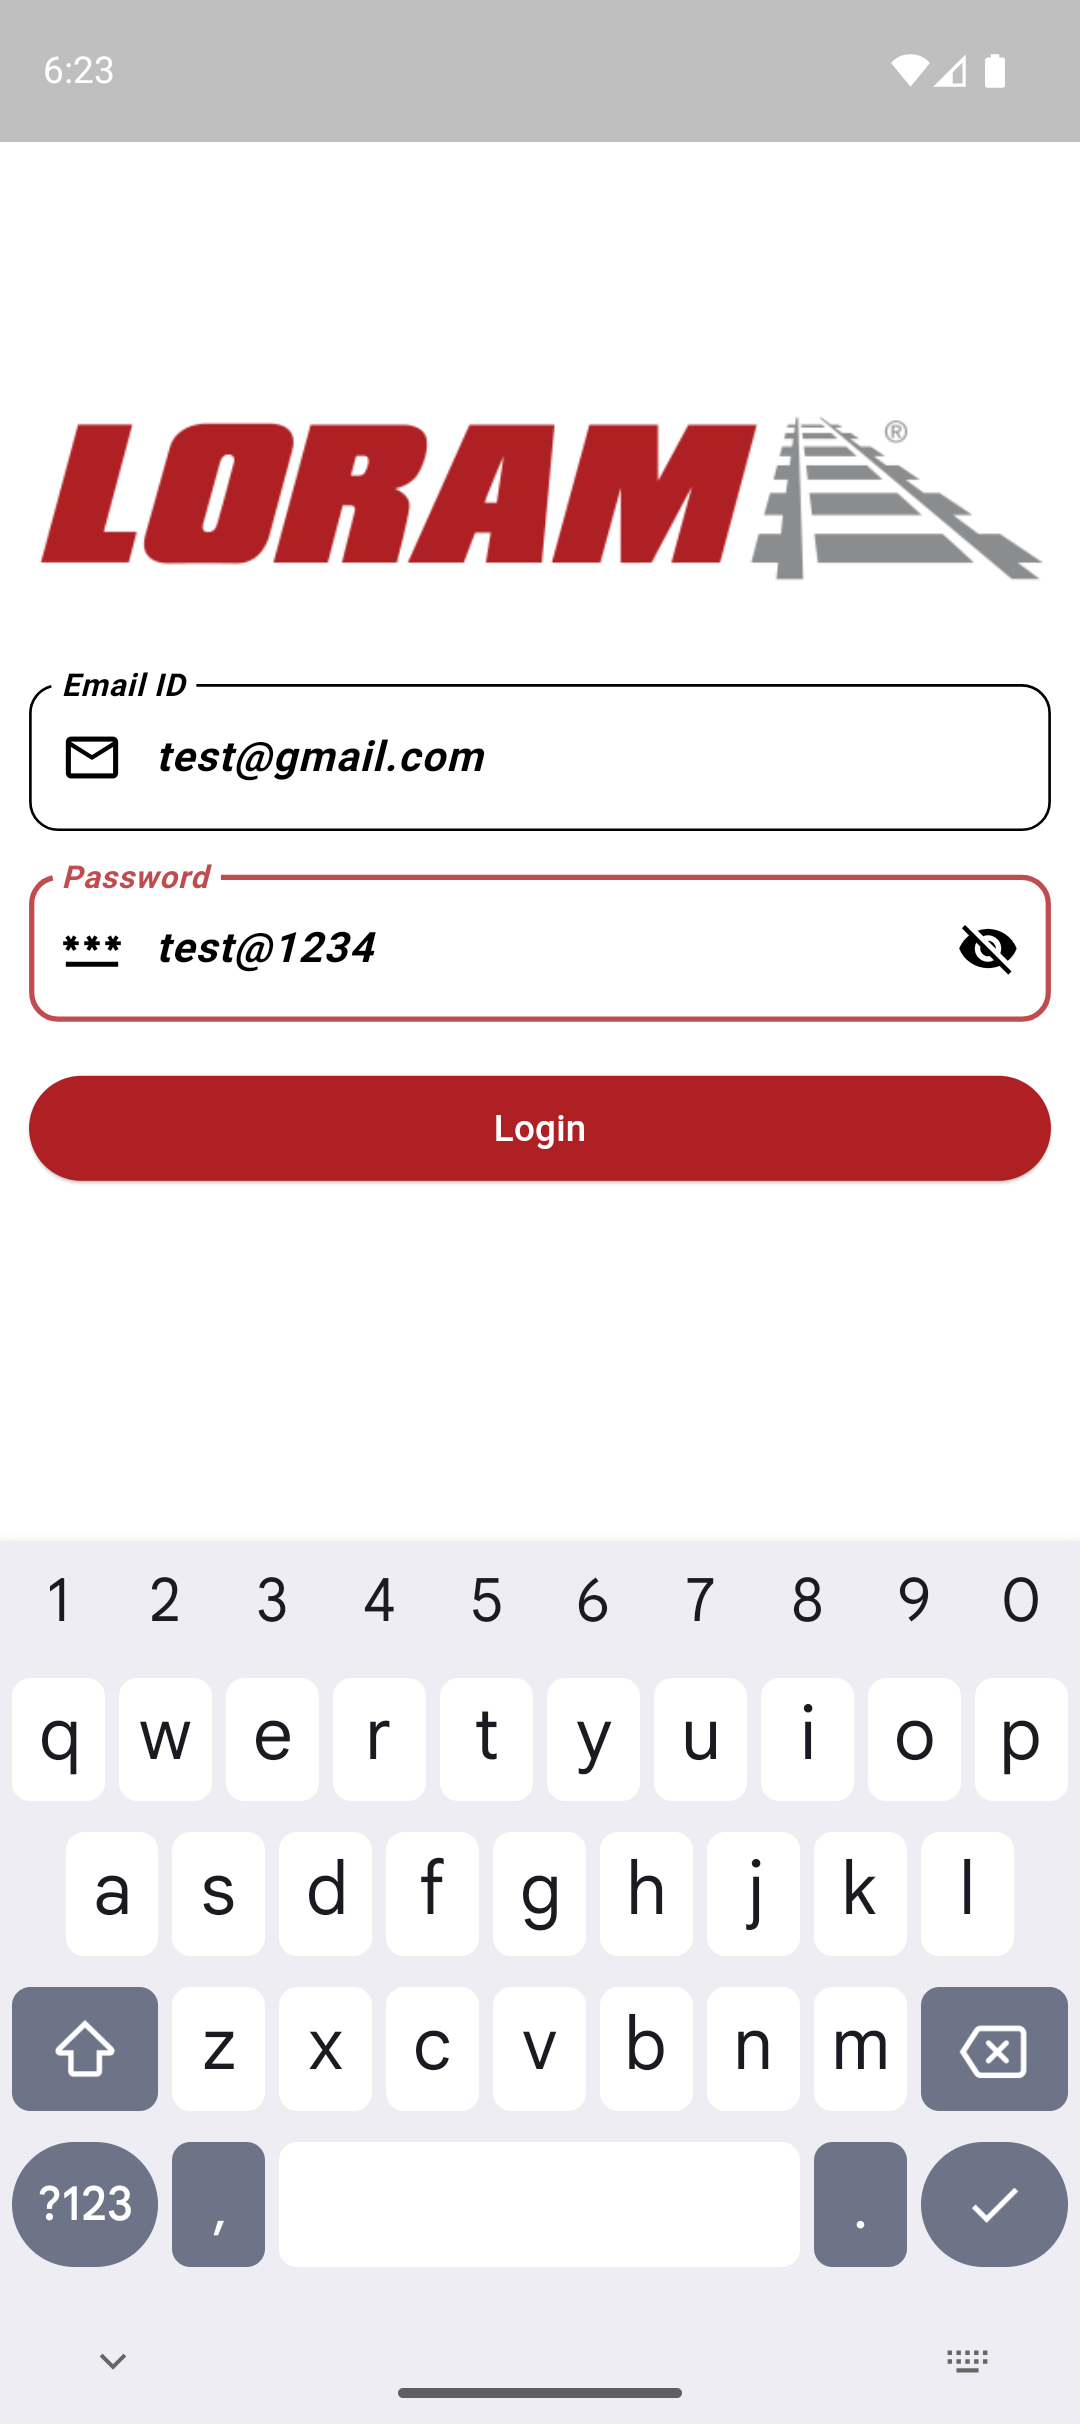 6:23
LORAM®
Email ID
test@gmail.com
Password
***
test@1234
Login
1 2 3 4 5 6 7 8 9 0
q w e r t y u i o p
a s d f g h j k l
z x c v b n m
?123 , .